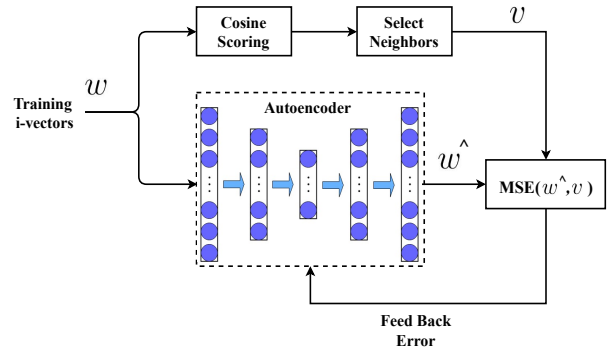 Cosine
Scoring
Select
Neighbors
v
w
Training
i-vectors
Autoencoder
w^
MSE(w^,v )
Feed Back
Error